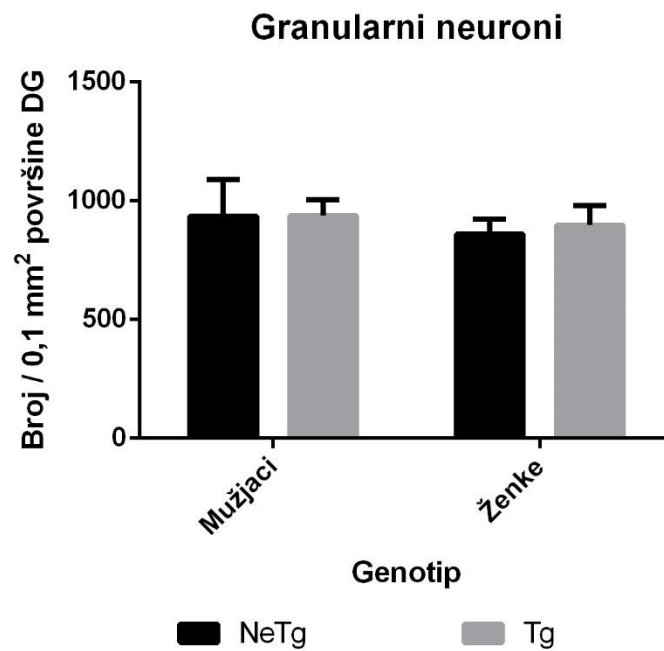 Granularni neuroni
Broj / 0,1 mm² površine DG
1500
1000
500
0
Mužjaci
Ženke
Genotip
NeTg
Tg